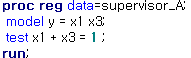 proc reg data=supervisor_A;
model y = x1 x3;
test x1 + x3 = 1 ;
run;